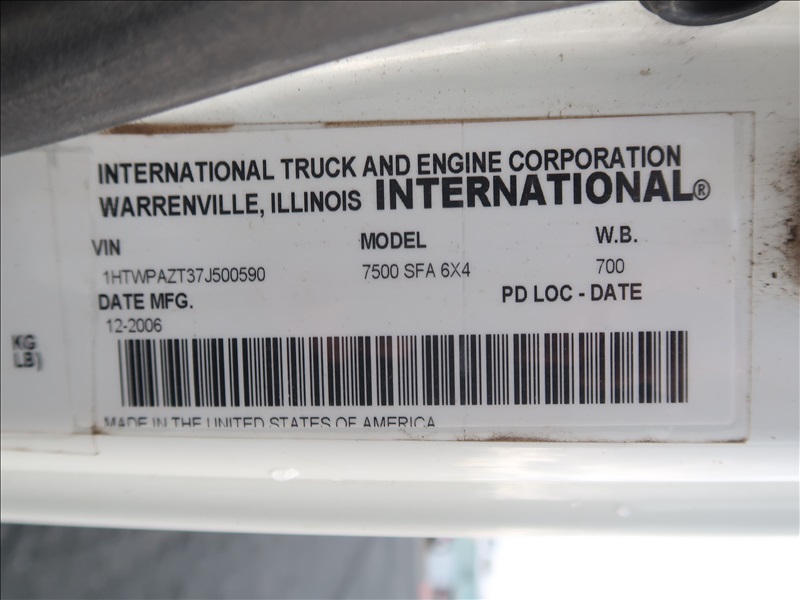 INTERNATIONAL TRUCK AND ENGINE CORPORATION
WARRENVILLE, ILLINOIS INTERNATIONAL®
VIN MODEL W.B.
1HTWPAZT37J500590 7500 SFA 6X4 700
DATE MFG. PD LOC - DATE
12-2006
KG
LB)
MADE IN THE UNITED STATES OF AMERICA